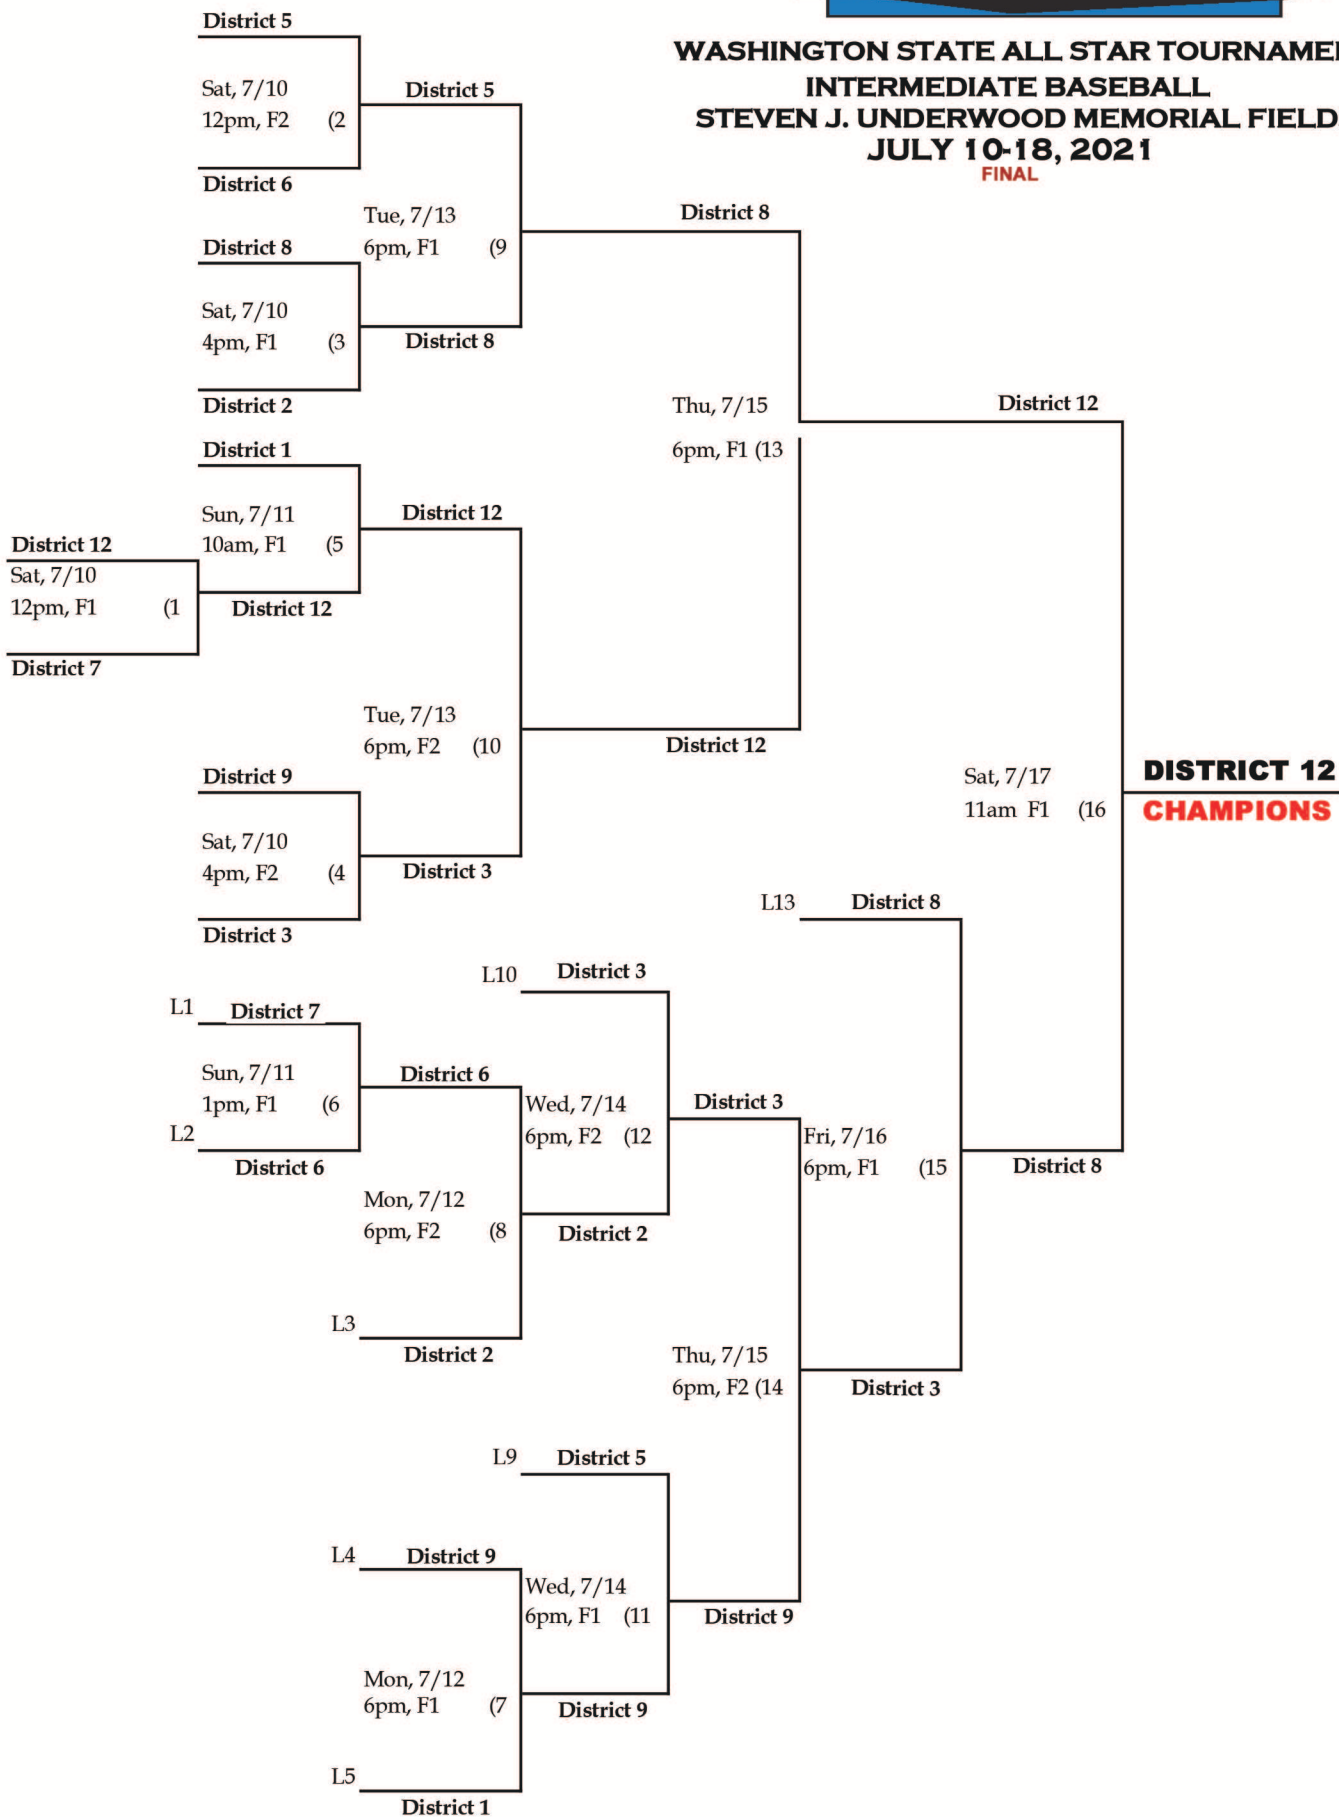 WASHINGTON STATE ALL STAR
INTERMEDIATE BASEBALL
STEVEN J. UNDERWOOD MEMORIAL FIELD
JULY 10-18, 2021
FINAL
District 5
Sat, 7/10
12pm, F2 (2
District 6
District 5
Tue, 7/13
6pm, F1 (9
District 8
Sat, 7/10
4pm, F1 (3
District 2
District 8
District 8
Thu, 7/15
6pm, F1 (13
District 12
District 1
Sun, 7/11
10am, F1 (5
District 12
District 12
Sat, 7/10
12pm, F1 (1
District 7
District 12
Tue, 7/13
6pm, F2 (10
District 12
District 9
Sat, 7/10
4pm, F2 (4
District 3
District 3
Sat, 7/17
11am F1 (16
DISTRICT 12
CHAMPIONS
L13 District 8
L10 District 3
L1 District 7
Sun, 7/11
1pm, F1 (6
L2
District 6
District 6
Wed, 7/14
6pm, F2 (12
District 3
Fri, 7/16
6pm, F1 (15
District 8
Mon, 7/12
6pm, F2 (8
District 2
L3
District 2
Thu, 7/15
6pm, F2 (14
District 3
L9 District 5
L4 District 9
Wed, 7/14
6pm, F1 (11
District 9
Mon, 7/12
6pm, F1 (7
District 9
L5
District 1